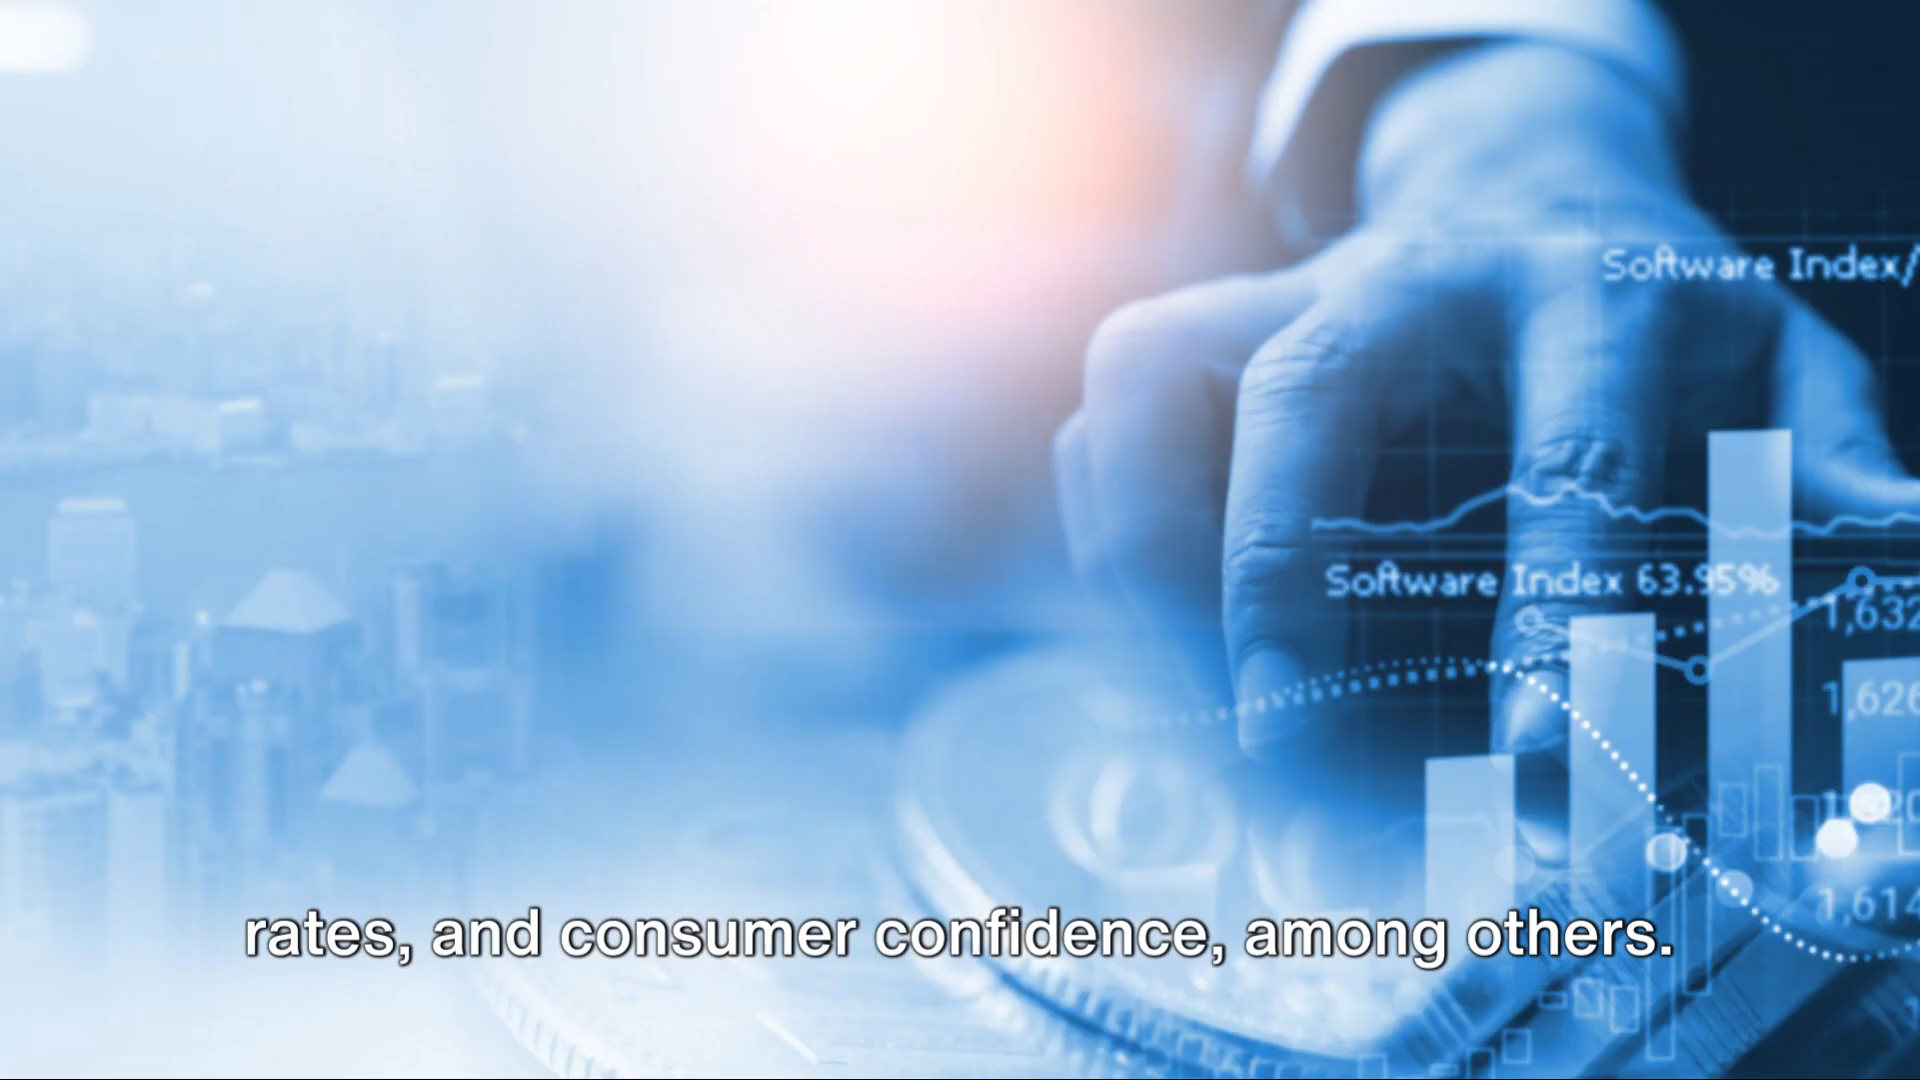 Software Index/
Software Index 63.95%
1,632
1,626
1,614
rates, and consumer confidence, among others.